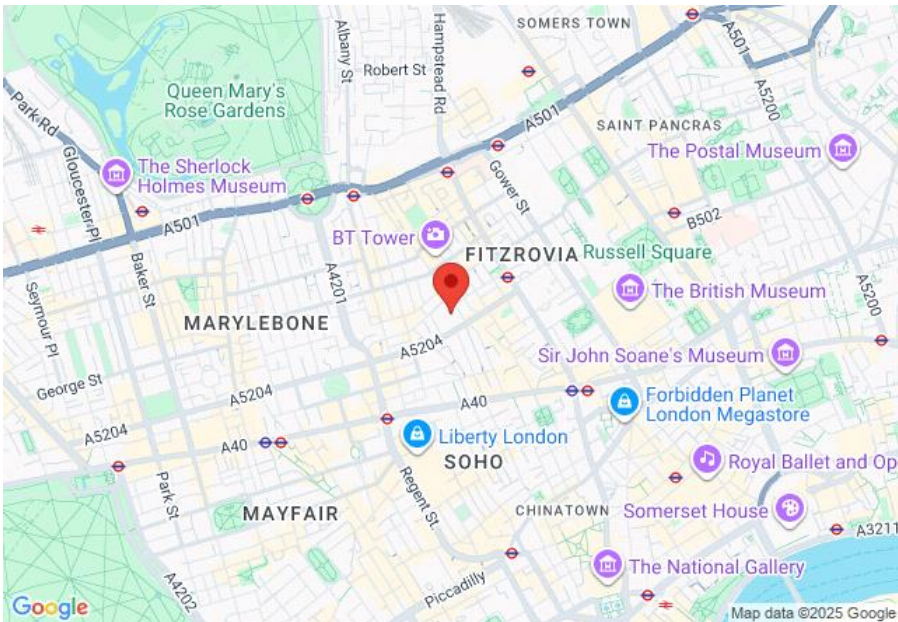 SOMERS TOWN
A501
Albany St
Hampstead Rd
Robert St
A5200
Queen Mary's
Rose Gardens
Park Rd
A501
SAINT PANCRAS
The Postal Museum
Gloucester Pl
The Sherlock
Holmes Museum
Gower St
B502
A501
BT Tower
FITZROVIA
Russell Square
Baker St
A4201
Seymour Pl
The British Museum
A5200
MARYLEBONE
A5204
Sir John Soane's Museum
George St
A5204
Forbidden Planet
London Megastore
A40
A5204
A40
Liberty London
SOHO
Royal Ballet and Op
Park St
Regent St
MAYFAIR
CHINATOWN
Somerset House
A3211
The National Gallery
A4202
Piccadilly
Google
Map data ©2025 Google